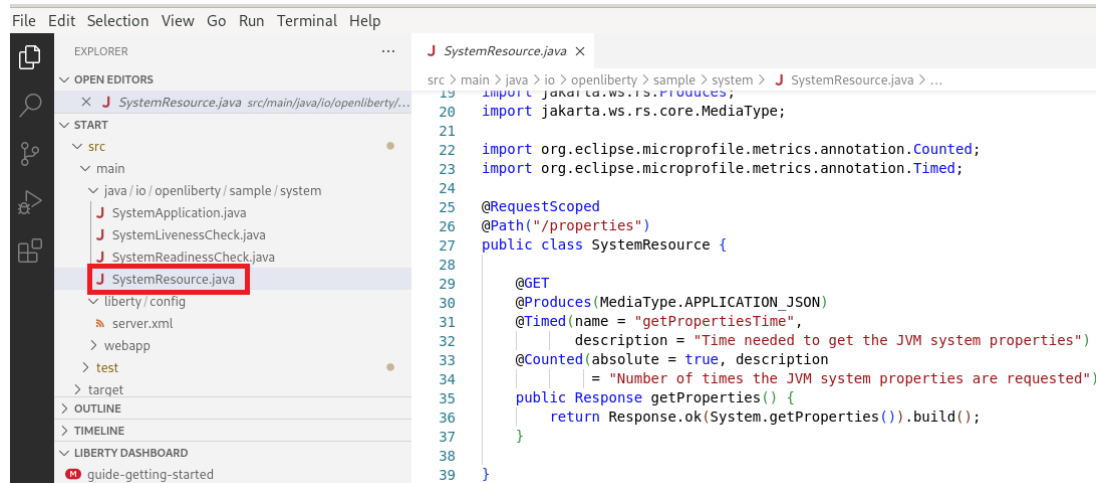 File Edit Selection View Go Run Terminal Help
EXPLORER
...
OPEN EDITORS
SystemResource.java src/main/java/io/openliberty/...
START
src
main
java/io/openliberty/sample/system
SystemApplication.java
SystemLivenessCheck.java
SystemReadinessCheck.java
SystemResource.java
liberty/config
server.xml
webapp
test
target
OUTLINE
TIMELINE
LIBERTY DASHBOARD
M guide-getting-started
J SystemResource.java ×
src > main > java > io > openliberty > sample > system > J SystemResource.java > ...
19 import jakarta.ws.rs.Produces;
20 import jakarta.ws.rs.core.MediaType;
21
22 import org.eclipse.microprofile.metrics.annotation.Counted;
23 import org.eclipse.microprofile.metrics.annotation.Timed;
24
25 @RequestScoped
26 @Path("/properties")
27 public class SystemResource {
28
29 @GET
30 @Produces(MediaType.APPLICATION_JSON)
31 @Timed(name = "getPropertiesTime",
32 description = "Time needed to get the JVM system properties")
33 @Counted(absolute = true, description
34 = "Number of times the JVM system properties are requested")
35 public Response getProperties() {
36 return Response.ok(System.getProperties()).build();
37 }
38
39 }